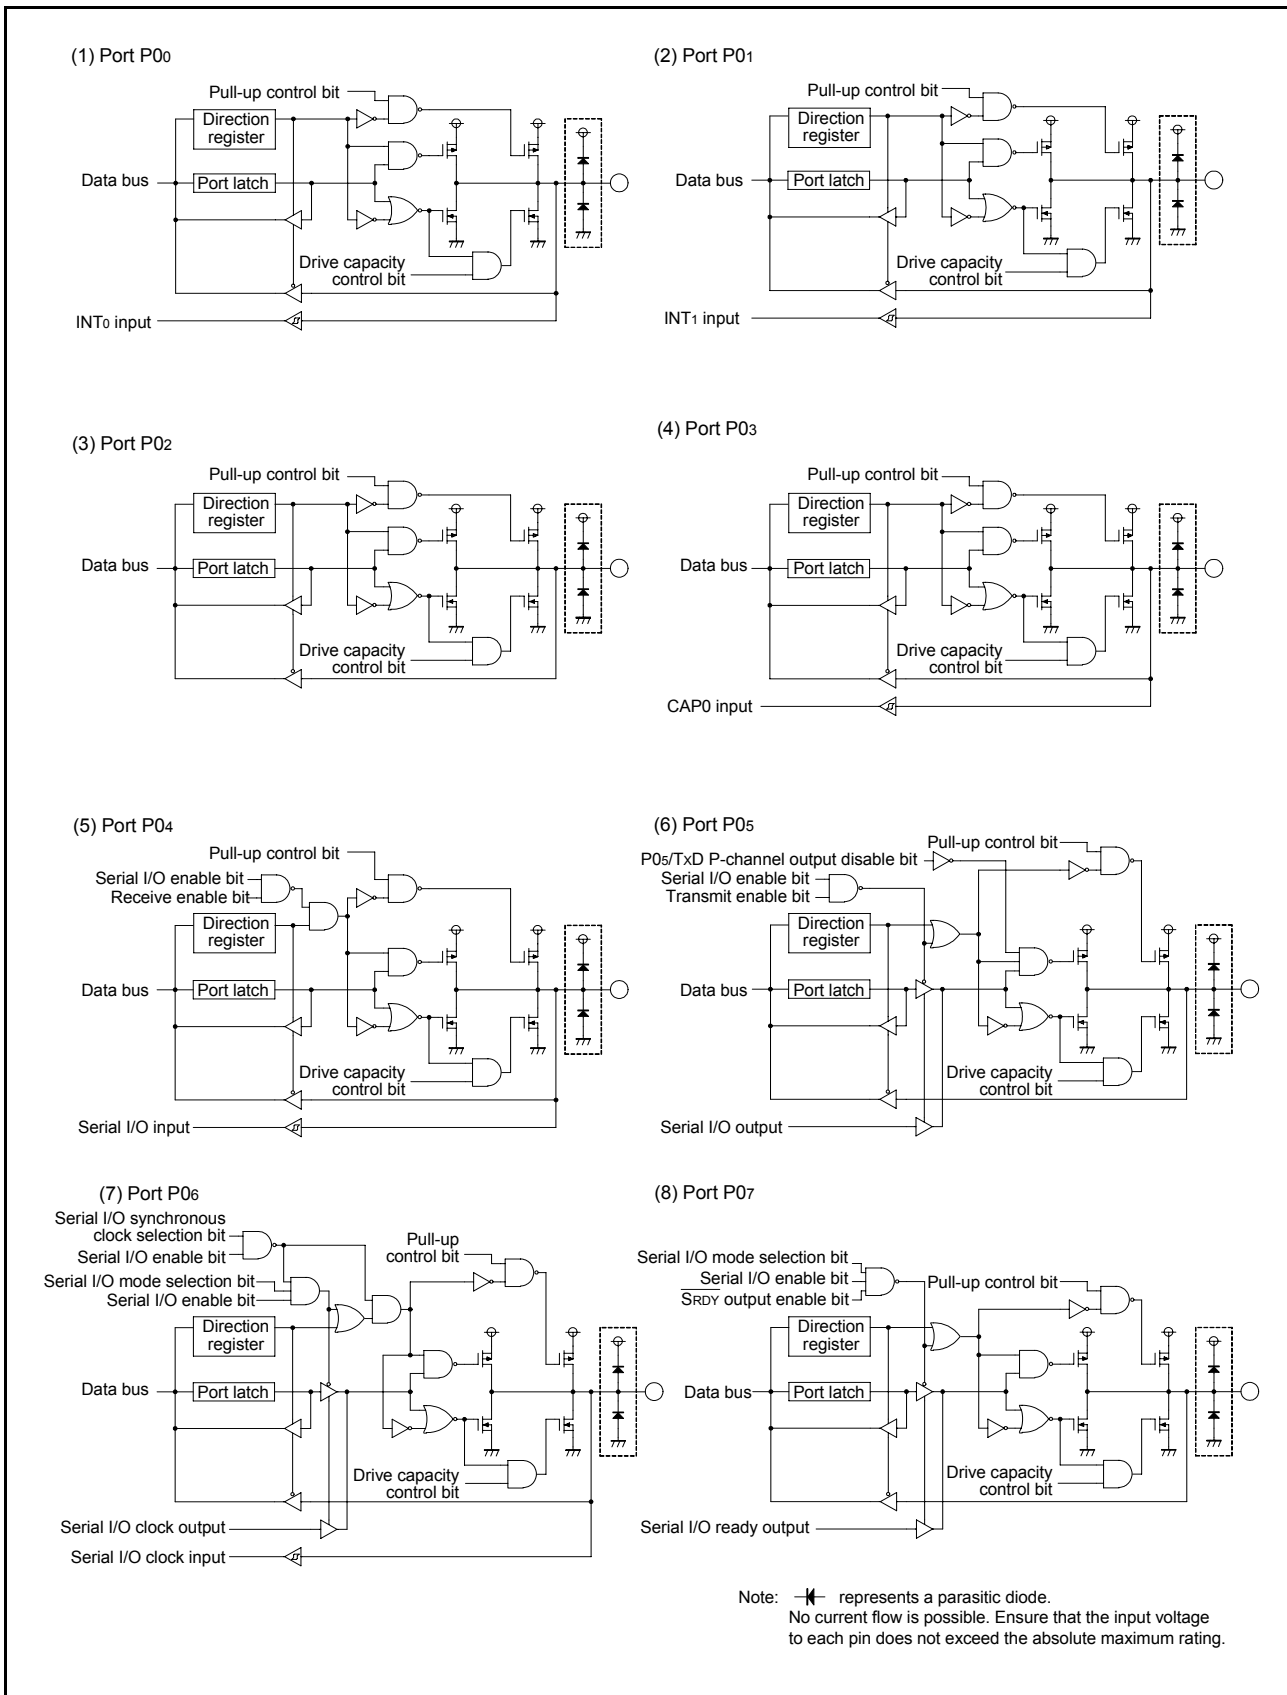 (1) Port P00
Pull-up control bit
Direction
register
Data bus
Port latch
Drive capacity
control bit
INT0 input
(2) Port P01
Pull-up control bit
Direction
register
Data bus
Port latch
Drive capacity
control bit
INT1 input
(3) Port P02
Pull-up control bit
Direction
register
Data bus
Port latch
Drive capacity
control bit
(4) Port P03
Pull-up control bit
Direction
register
Data bus
Port latch
Drive capacity
control bit
CAP0 input
(5) Port P04
Pull-up control bit
Serial I/O enable bit
Receive enable bit
Direction
register
Data bus
Port latch
Drive capacity
control bit
Serial I/O input
(6) Port P05
Pull-up control bit
P05/TxD P-channel output disable bit
Serial I/O enable bit
Transmit enable bit
Direction
register
Data bus
Port latch
Drive capacity
control bit
Serial I/O output
(7) Port P06
Serial I/O synchronous
clock selection bit
Serial I/O enable bit
Pull-up
control bit
Serial I/O mode selection bit
Serial I/O enable bit
Direction
register
Data bus
Port latch
Drive capacity
control bit
Serial I/O clock output
Serial I/O clock input
(8) Port P07
Serial I/O mode selection bit
Serial I/O enable bit
SRDY output enable bit
Pull-up control bit
Direction
register
Data bus
Port latch
Drive capacity
control bit
Serial I/O ready output
Note: represents a parasitic diode.
No current flow is possible. Ensure that the input voltage
to each pin does not exceed the absolute maximum rating.